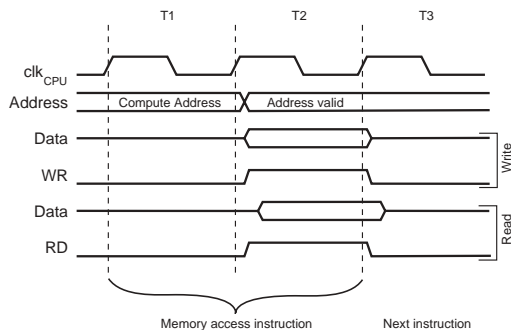 T1 T2 T3
clkCPU
Address Compute Address Address valid
Data
WR
Write
Data
RD
Read
Memory access instruction Next instruction